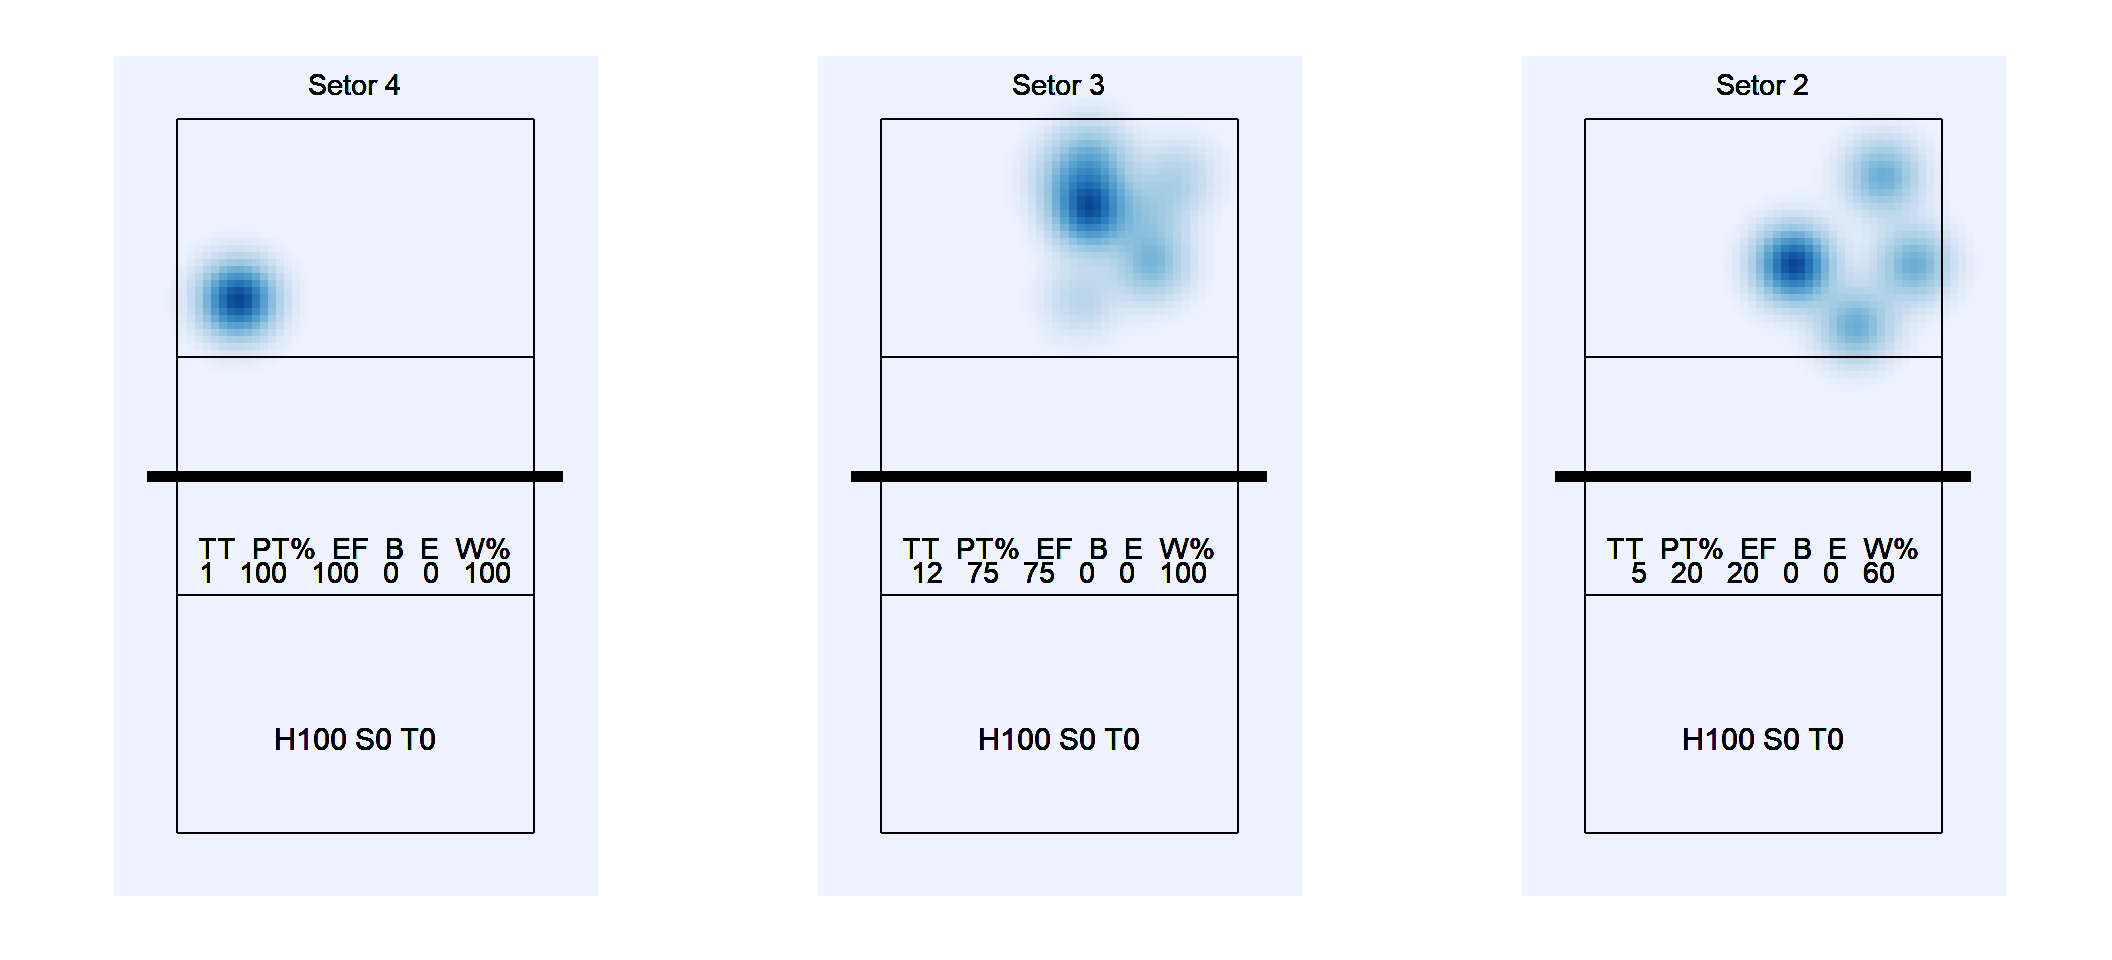 Setor 4
TT PT% EF B E W%
1 100 100 0 0 100
H100 S0 T0
Setor 3
TT PT% EF B E W%
12 75 75 0 0 100
H100 S0 T0
Setor 2
TT PT% EF B E W%
5 20 20 0 0 60
H100 S0 T0